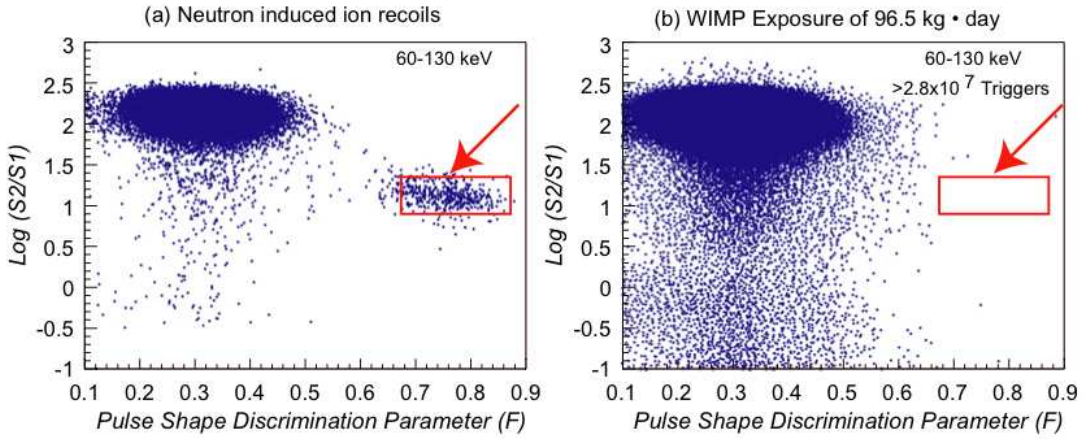 (a) Neutron induced ion recoils
60-130 keV
3
2.5
2
1.5
1
0.5
0
-0.5
-1
Log (S2/S1)
0.1 0.2 0.3 0.4 0.5 0.6 0.7 0.8 0.9
Pulse Shape Discrimination Parameter (F)
(b) WIMP Exposure of 96.5 kg • day
60-130 keV
>2.8x10 7 Triggers
3
2.5
2
1.5
1
0.5
0
-0.5
-1
Log (S2/S1)
0.1 0.2 0.3 0.4 0.5 0.6 0.7 0.8 0.9
Pulse Shape Discrimination Parameter (F)